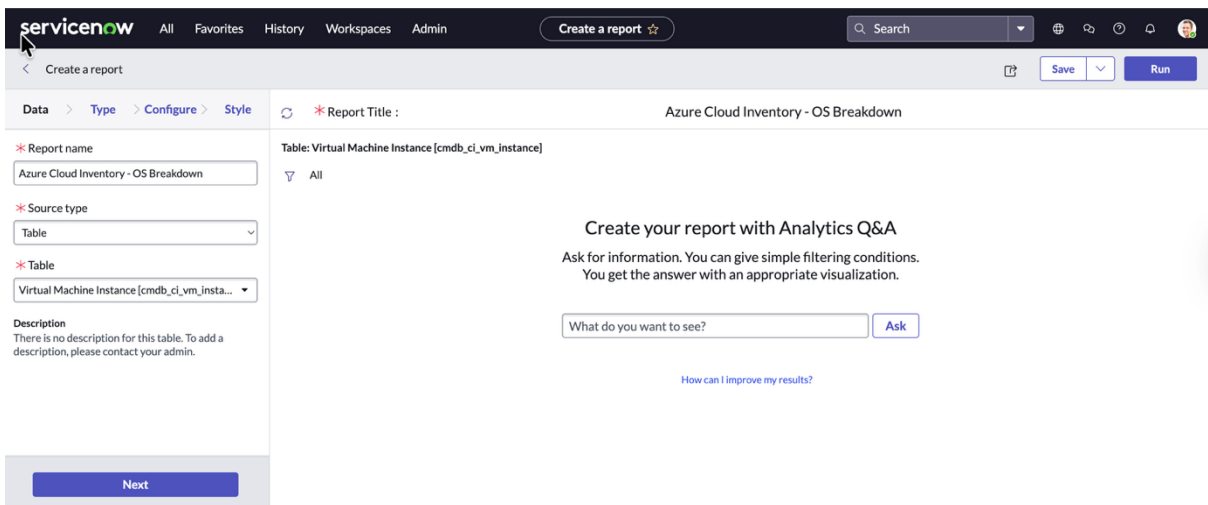 servicenow All Favorites History Workspaces Admin Create a report Search
Create a report Save Run
Data Type Configure Style
Report Title : Azure Cloud Inventory - OS Breakdown
*Report name
Azure Cloud Inventory - OS Breakdown
*Source type
Table
*Table
Virtual Machine Instance [cmdb_ci_vm_insta...
Description
There is no description for this table. To add a
description, please contact your admin.
Next
Table: Virtual Machine Instance [cmdb_ci_vm_instance]
All
Create your report with Analytics Q&A
Ask for information. You can give simple filtering conditions.
You get the answer with an appropriate visualization.
What do you want to see? Ask
How can I improve my results?